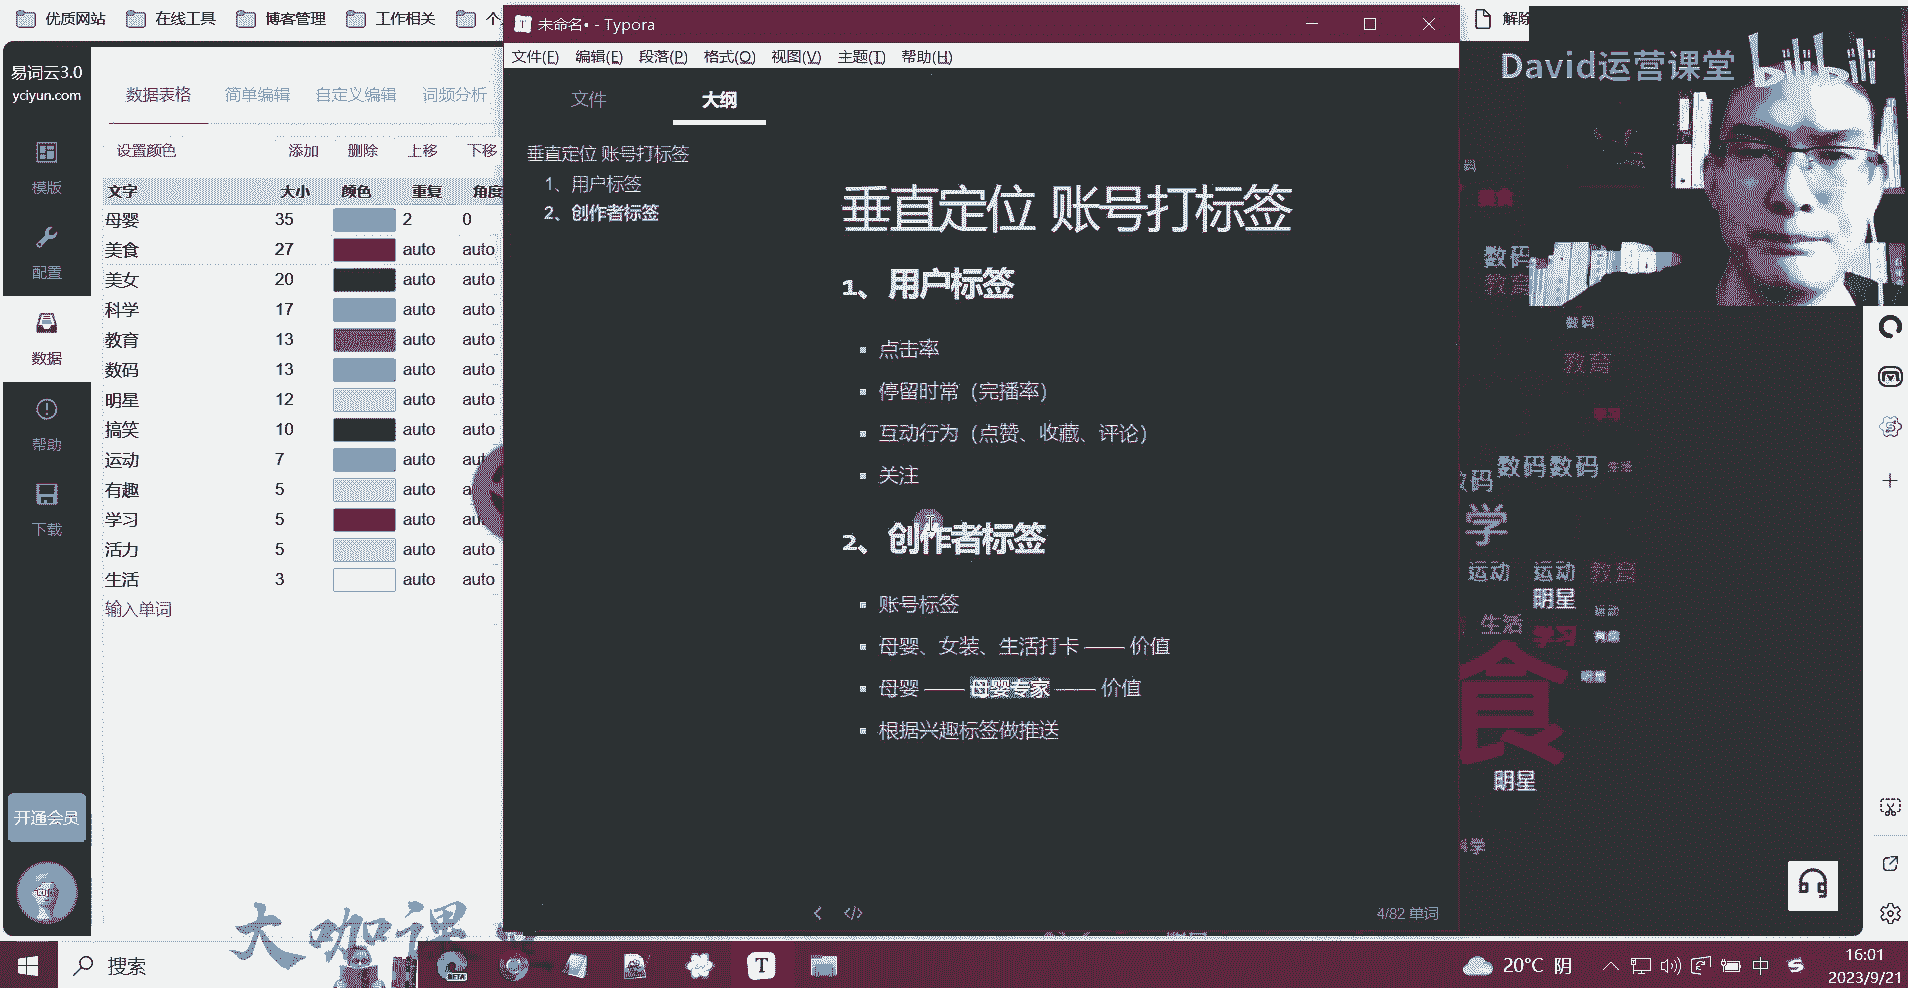 优质网站
在线工具
博客管理
工作相关
未命名• - Typora
解除
易词云3.0
yciyun.com
文件(F) 编辑(E) 段落(P) 格式(O) 视图(V) 主题(T) 帮助(H)
David运营课堂
数据表格 简单编辑 自定义编辑 词频分析
文件 大纲
设置颜色 添加 删除 上移 下移
模版
配置
数据
帮助
下载
开通会员
文字 大小 颜色 重复 角度
母婴 35 2 0
美食 27 auto auto
美女 20 auto auto
科学 17 auto auto
教育 13 auto auto
数码 13 auto auto
明星 12 auto auto
搞笑 10 auto auto
运动 7 auto auto
有趣 5 auto
学习 5 auto
活力 5 auto auto
生活 3 auto auto
输入单词
垂直定位 账号打标签
1、用户标签
2、创作者标签
垂直定位 账号打标签
1、用户标签
点击率
停留时常（完播率）
互动行为（点赞、收藏、评论）
关注
2、创作者标签
账号标签
母婴、女装、生活打卡 —— 价值
母婴 —— 母婴专家 —— 价值
根据兴趣标签做推送
4/82 单词
美食
数码
教育
数码
教育
学习
数码数码
学
运动 运动 教育
明星
生活 学习
食
明星
大咖课
搜索
20°C 阴
中
16:01
2023/9/21